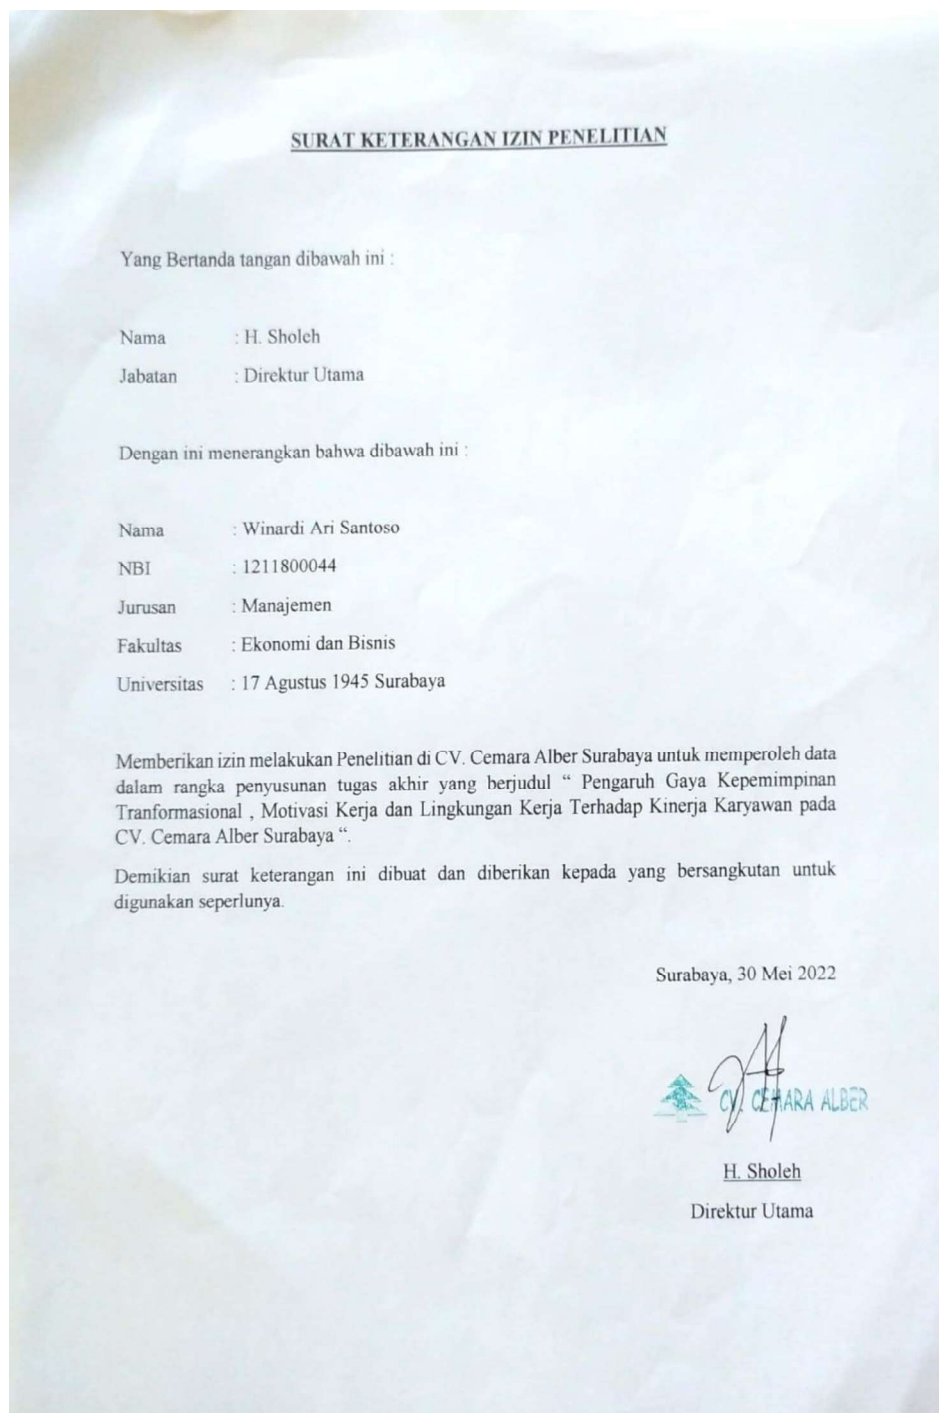 SURAT KETERANGAN IZIN PENELITIAN
Yang Bertanda tangan dibawah ini :
Nama : H. Sholeh
Jabatan : Direktur Utama
Dengan ini menerangkan bahwa dibawah ini :
Nama : Winardi Ari Santoso
NBI : 1211800044
Jurusan : Manajemen
Fakultas : Ekonomi dan Bisnis
Universitas : 17 Agustus 1945 Surabaya
Memberikan izin melakukan Penelitian di CV. Cemara Alber Surabaya untuk memperoleh data
dalam rangka penyusunan tugas akhir yang berjudul “ Pengaruh Gaya Kepemimpinan
Tranformasional , Motivasi Kerja dan Lingkungan Kerja Terhadap Kinerja Karyawan pada
CV. Cemara Alber Surabaya “.
Demikian surat keterangan ini dibuat dan diberikan kepada yang bersangkutan untuk
digunakan seperlunya.
Surabaya, 30 Mei 2022
CV. CEMARA ALBER
H. Sholeh
Direktur Utama